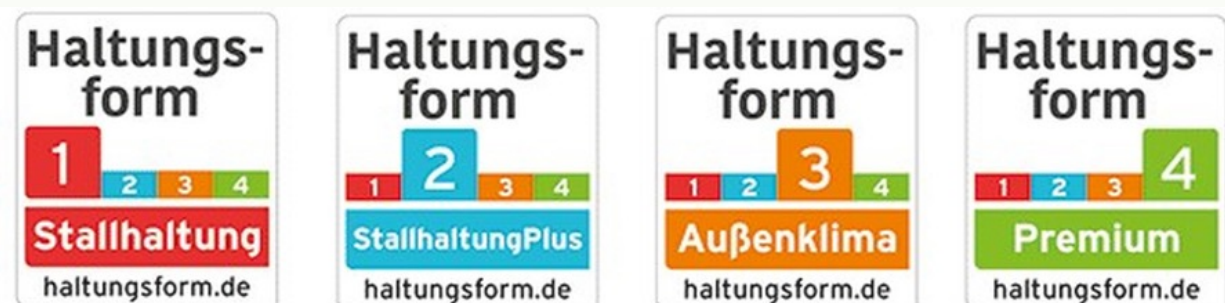 Haltungs-
form
1 2 3 4
Stallhaltung
haltungsform.de
Haltungs-
form
1 2 3 4
StallhaltungPlus
haltungsform.de
Haltungs-
form
1 2 3 4
Außenklima
haltungsform.de
Haltungs-
form
1 2 3 4
Premium
haltungsform.de